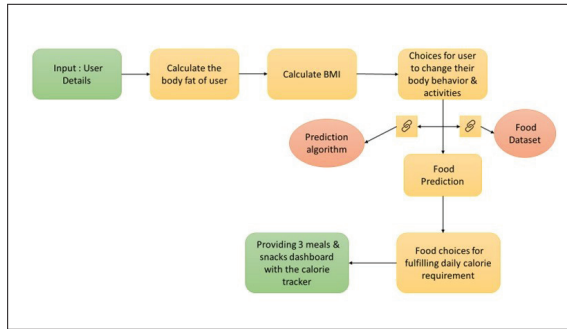 Input : User
Details
Calculate the
body fat of user
Calculate BMI
Choices for user
to change their
body behavior &
activities
Prediction
algorithm
Food
Dataset
Food
Prediction
Providing 3 meals &
snacks dashboard
with the calorie
tracker
Food choices for
fulfilling daily calorie
requirement